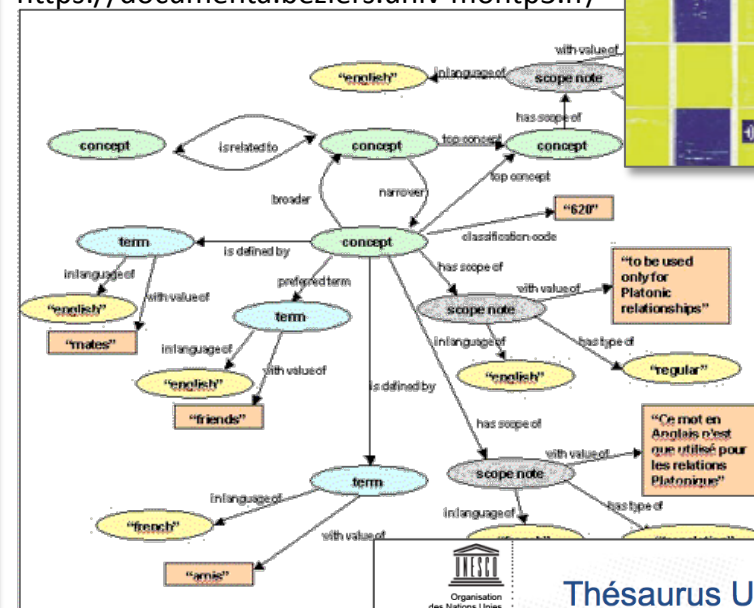 https://documenta.beziers.univ-montp3.fr/
with value of
"english"
in language of
scope note
has scope of
concept
is related to
concept
top concept
concept
top concept
broader
narrower
"620"
classification code
term
is defined by
concept
has scope of
"to be used
only for
Platonic
relationships"
in language of
with value of
preferred term
with value of
"english"
term
scope note
"mates"
in language of
with value of
in language of
has type of
"english"
"english"
"regular"
is defined by
"friends"
has scope of
"Ce mot en
Anglais n'est
que utilisé pour
les relations
Platonique"
with value of
term
scope note
in language of
in language of
has type of
"french"
with value of
"amis"
UNESCO
Organisation
des Nations Unies
Thésaurus U